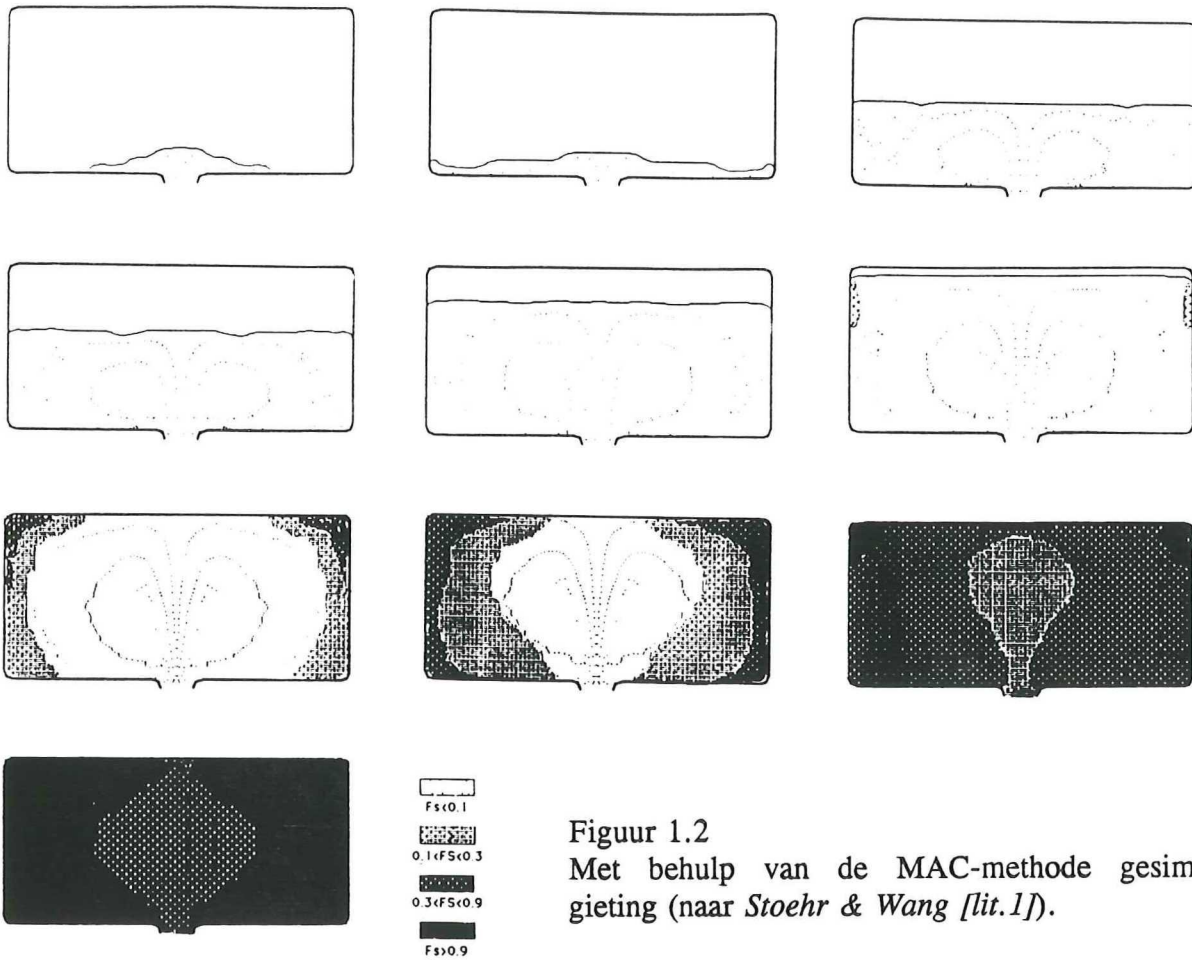 Fs<0.1
0.1<FS<0.3
0.3<FS<0.9
Fs>0.9
Figuur 1.2
Met behulp van de MAC-methode gesim
gieting (naar Stoehr & Wang [lit.1]).